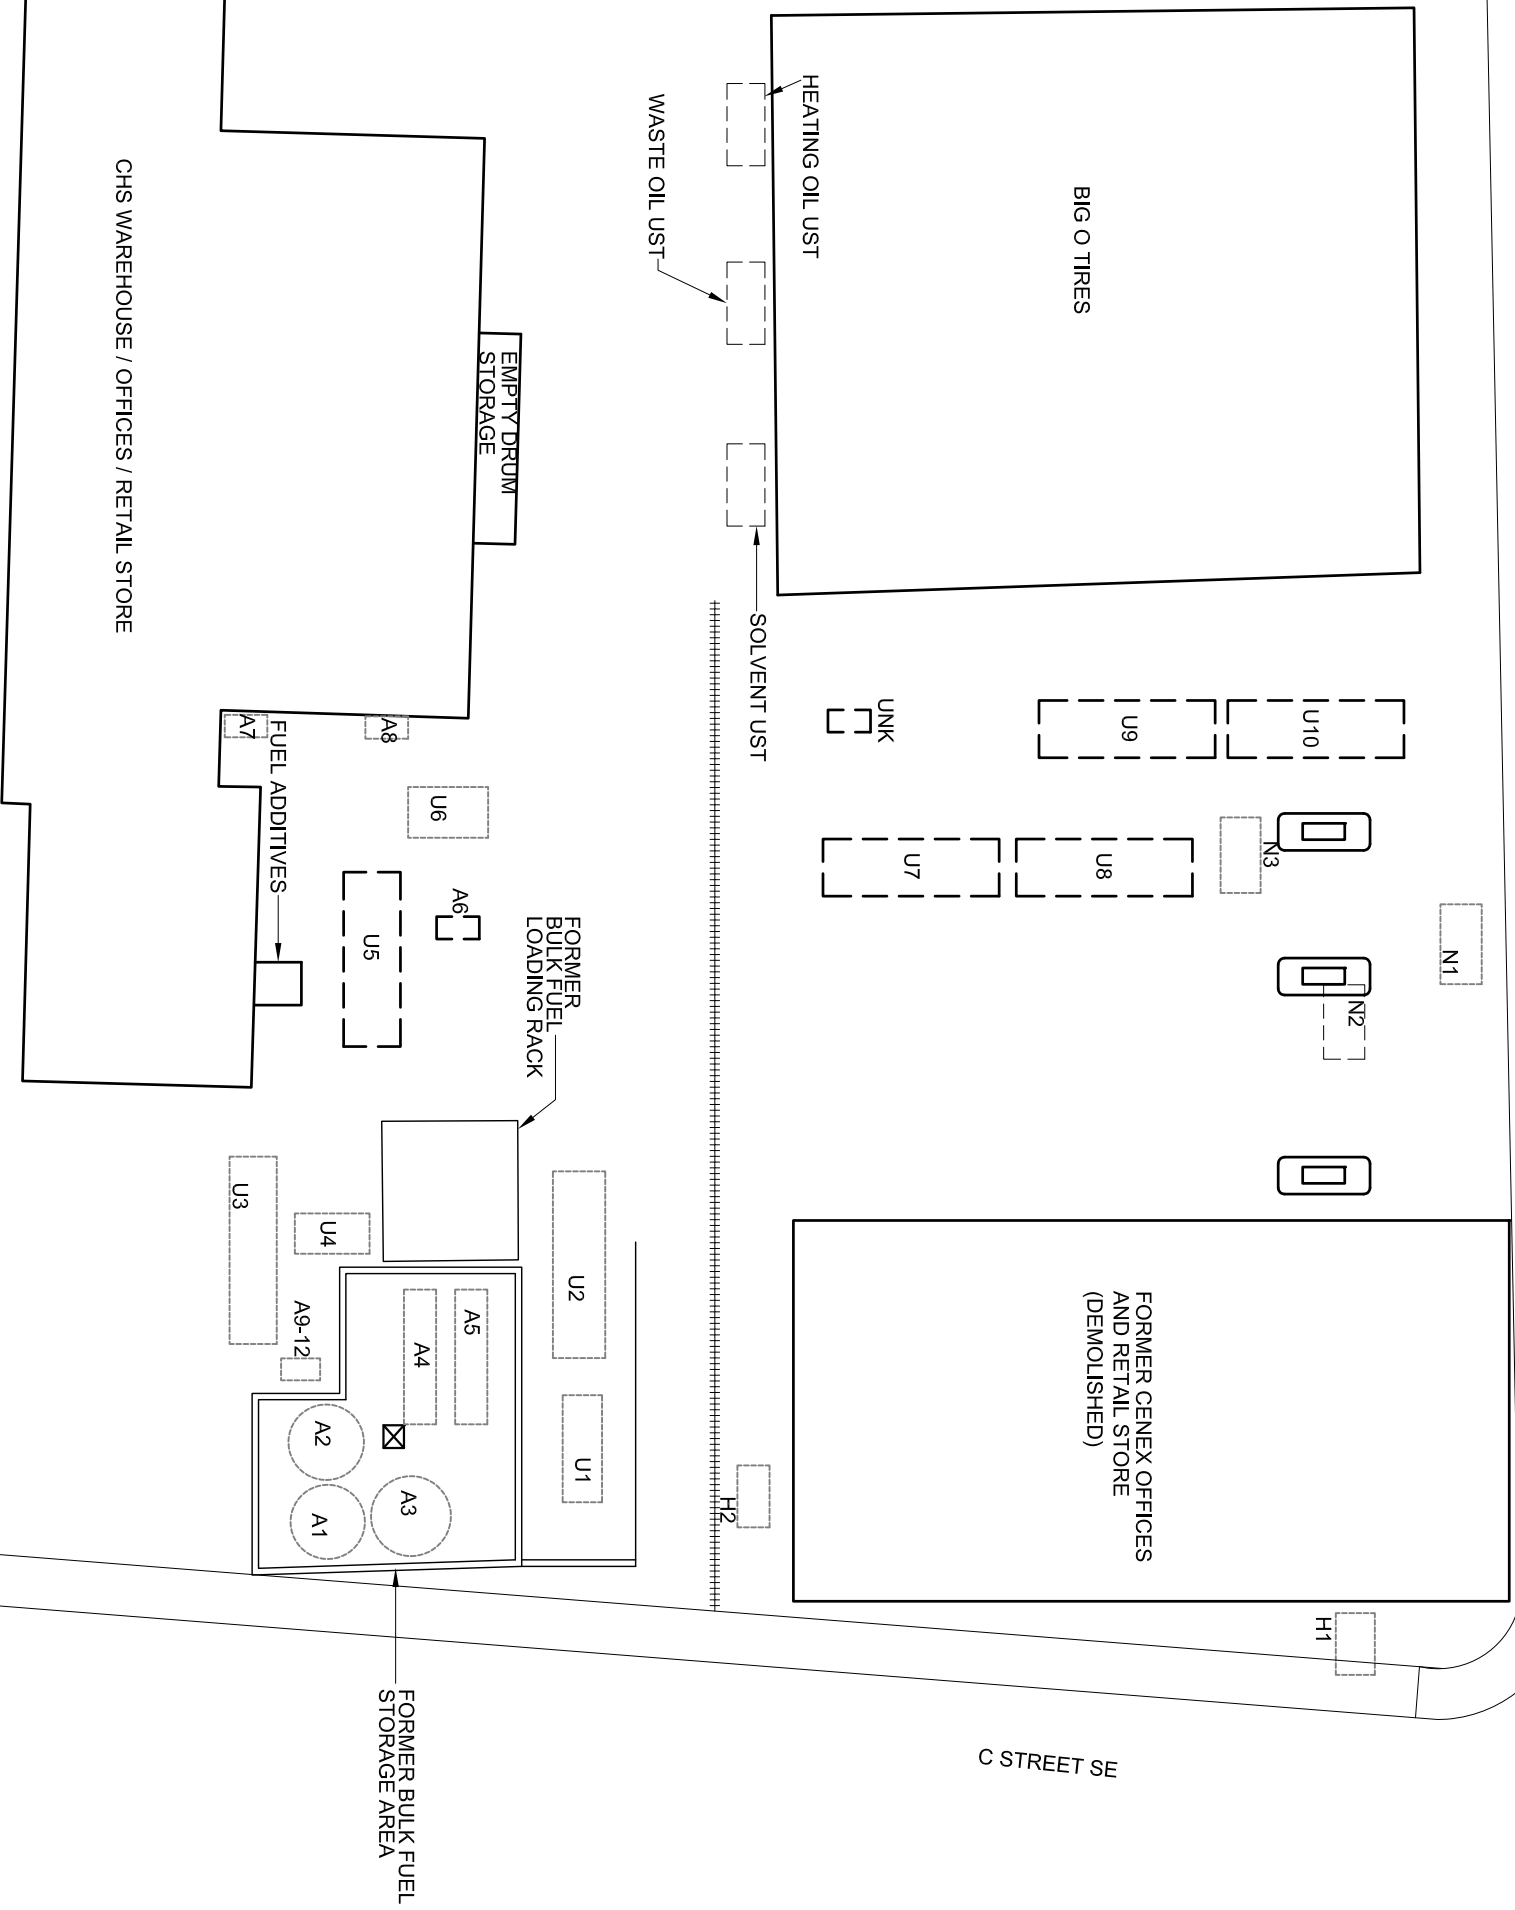 HEATING OIL UST
WASTE OIL UST
BIG O TIRES
CHS WAREHOUSE / OFFICES / RETAIL STORE
EMPTY DRUM
STORAGE
SOLVENT UST
UNK
U9
U10
A7
A8
FUEL ADDITIVES
U6
U7
U8
N3
A6
U5
N1
N2
FORMER
BULK FUEL
LOADING RACK
U3
U4
U2
A9-12
A5
A4
A2
A1
A3
U1
H2
FORMER CENEX OFFICES
AND RETAIL STORE
(DEMOLISHED)
H1
FORMER BULK FUEL
STORAGE AREA
C STREET SE